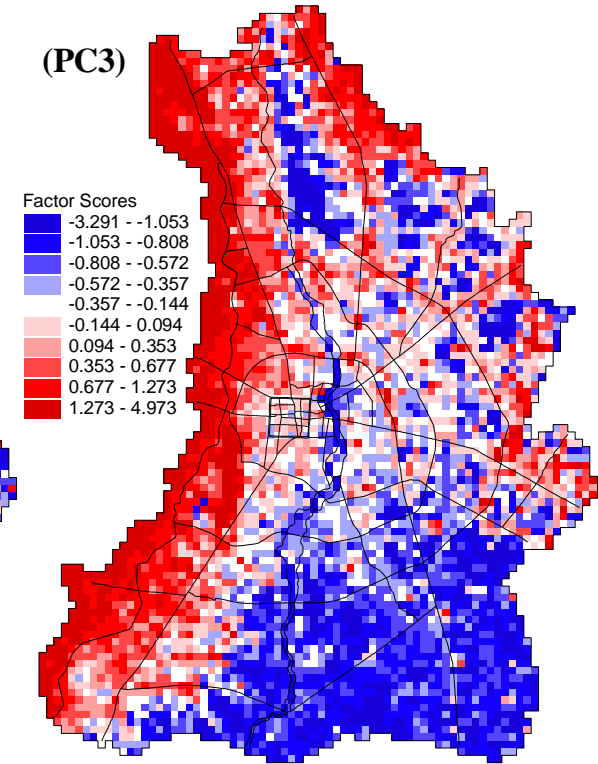 (PC3)
Factor Scores
-3.291 - -1.053
-1.053 - -0.808
-0.808 - -0.572
-0.572 - -0.357
-0.357 - -0.144
-0.144 - 0.094
0.094 - 0.353
0.353 - 0.677
0.677 - 1.273
1.273 - 4.973